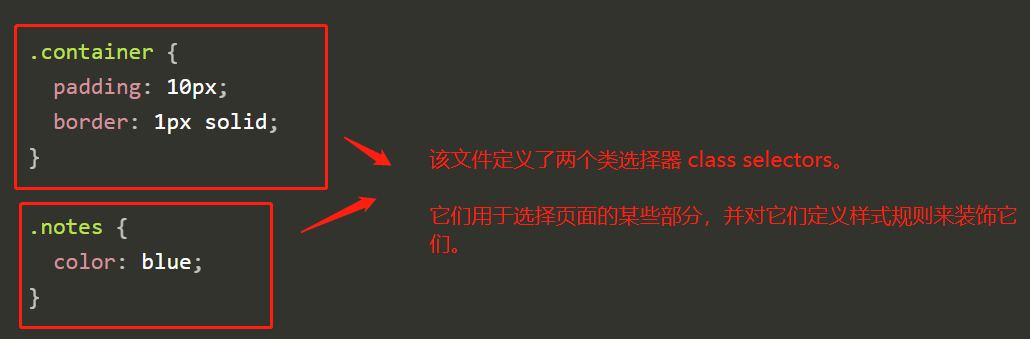 .container {
  padding: 10px;
  border: 1px solid;
}
.notes {
  color: blue;
}
该文件定义了两个类选择器 class selectors。
它们用于选择页面的某些部分，并对它们定义样式规则来装饰它
们。